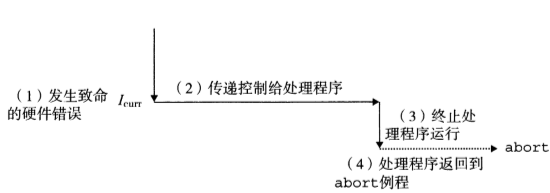 （1）发生致命
的硬件错误
Icurr
（2）传递控制给处理程序
（3）终止处
理程序运行
abort
（4）处理程序返回到
abort例程